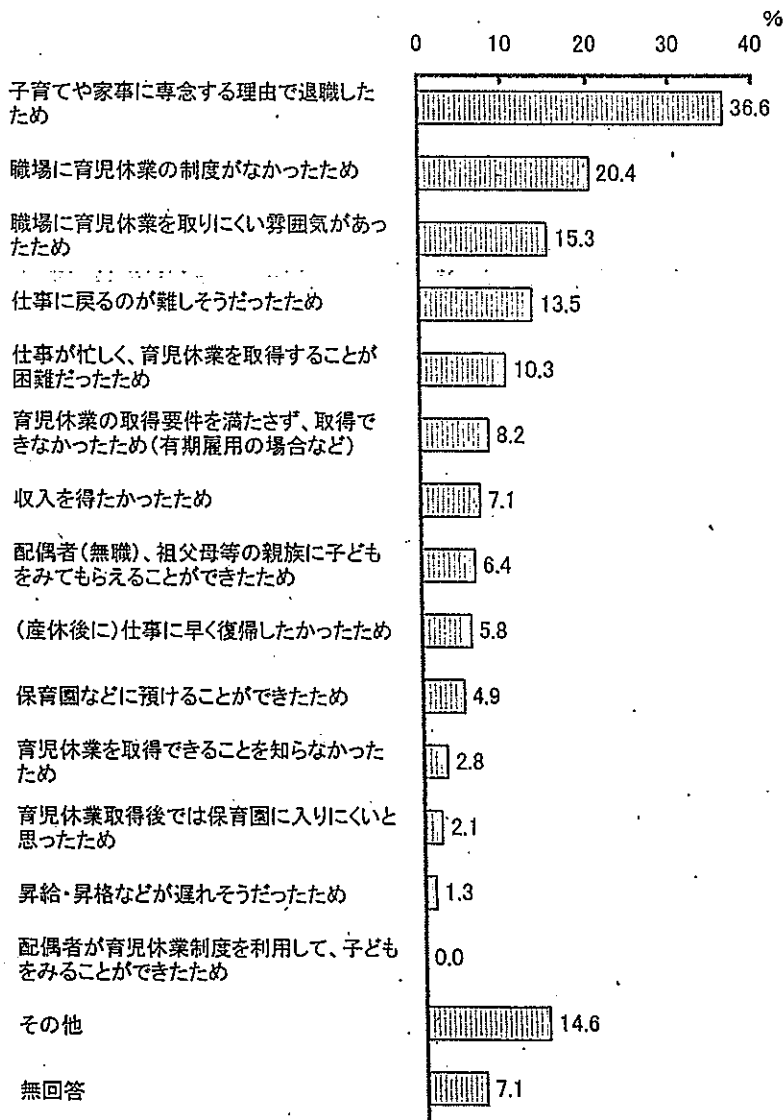 %
0 10 20 30 40
子育てや家事に専念する理由で退職した
ため
36.6
職場に育児休業の制度がなかったため
20.4
職場に育児休業を取りにくい雰囲気があっ
たため
15.3
仕事に戻るのが難しそうだったため
13.5
仕事が忙しく、育児休業を取得することが
困難だったため
10.3
育児休業の取得要件を満たさず、取得で
きなかったため(有期雇用の場合など)
8.2
収入を得たかったため
7.1
配偶者(無職)、祖父母等の親族に子ども
をみてもらえることができたため
6.4
(産休後に)仕事に早く復帰したかったため
5.8
保育園などに預けることができたため
4.9
育児休業を取得できることを知らなかった
ため
2.8
育児休業取得後では保育園に入りにくいと
思ったため
2.1
昇給・昇格などが遅れそうだったため
1.3
配偶者が育児休業制度を利用して、子ども
をみることができたため
0.0
その他
14.6
無回答
7.1